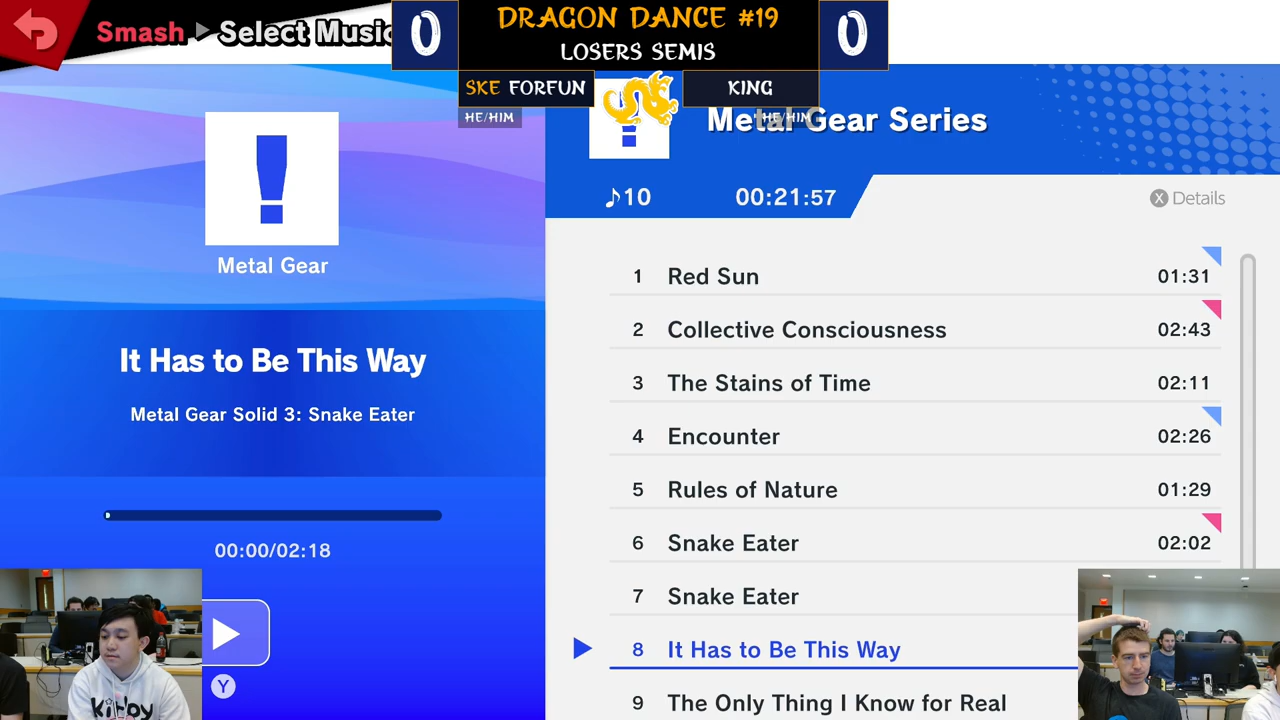 Smash ▶ Select Music
0
DRAGON DANCE #19
0
LOSERS SEMIS
SKE FORFUN
KING
HE/HIM
HE/HIM
Metal Gear Series
♪10
00:21:57
X Details
Metal Gear
It Has to Be This Way
Metal Gear Solid 3: Snake Eater
00:00/02:18
Y
1 Red Sun 01:31
2 Collective Consciousness 02:43
3 The Stains of Time 02:11
4 Encounter 02:26
5 Rules of Nature 01:29
6 Snake Eater 02:02
7 Snake Eater
8 It Has to Be This Way
9 The Only Thing I Know for Real
Kirby